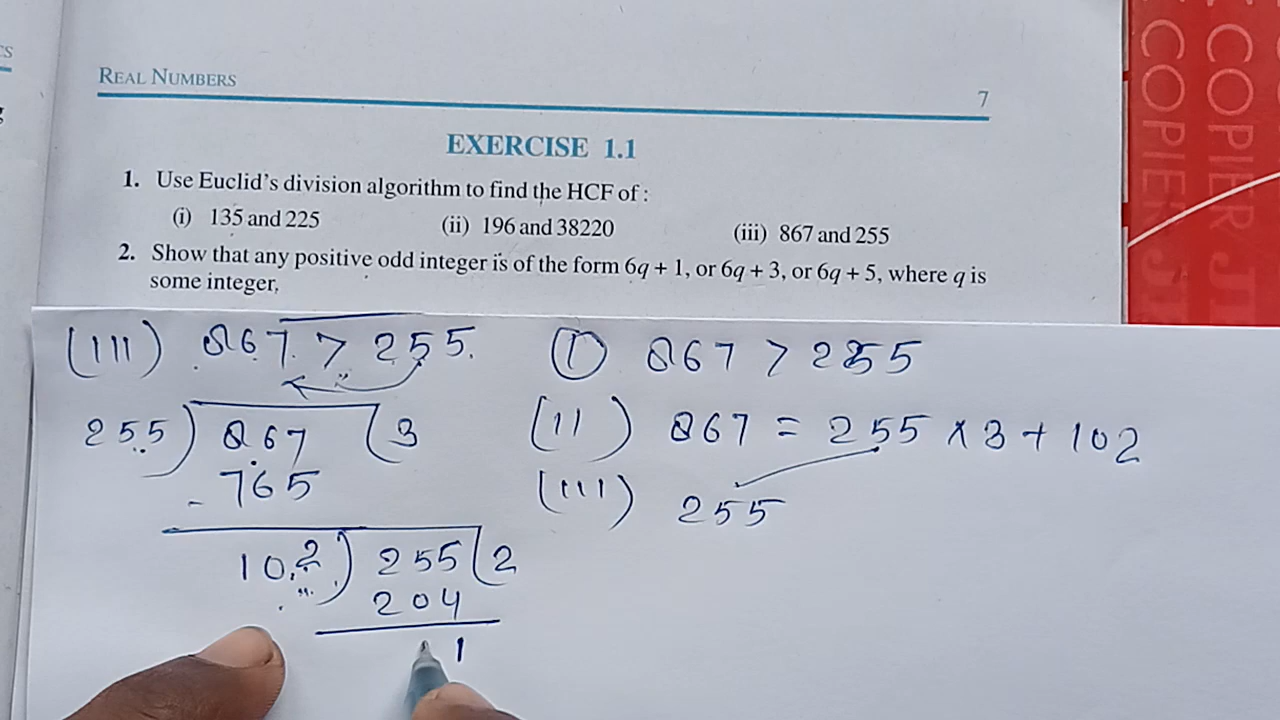 REAL NUMBERS
7
EXERCISE 1.1
1. Use Euclid's division algorithm to find the HCF of :
(i) 135 and 225 (ii) 196 and 38220 (iii) 867 and 255
2. Show that any positive odd integer is of the form 6q + 1, or 6q + 3, or 6q + 5, where q is
some integer,
(III) 867 > 255.
255) 867 (3
- 765
102) 255 (2
204
1
(I) 867 > 255
(II) 867 = 255 × 3 + 102
(III) 255
COPIER
COPIER